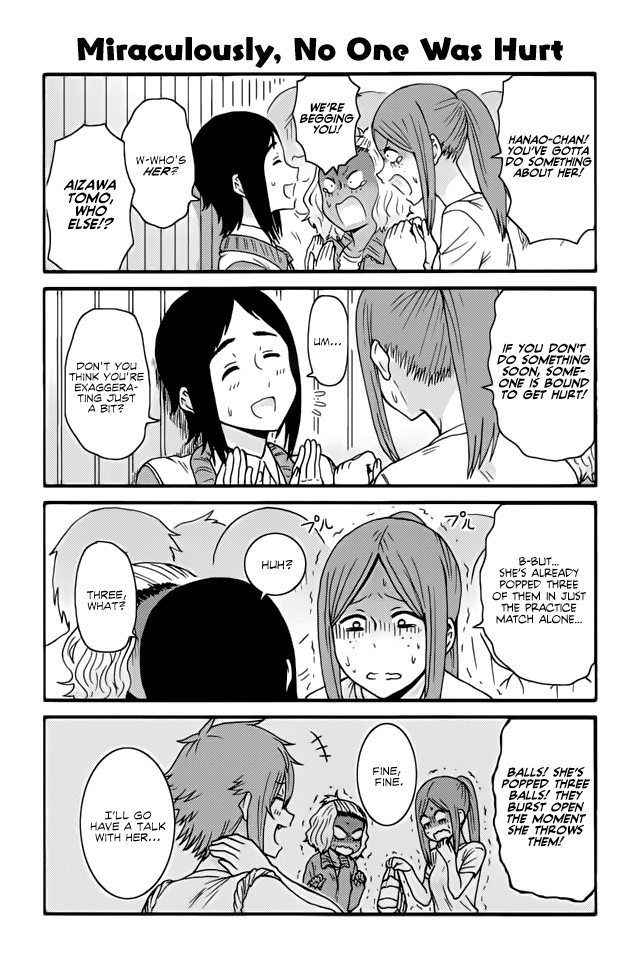 Miraculously, No One Was Hurt
HANAO-CHAN!
YOU'VE GOTTA
DO SOMETHING
ABOUT HER!
WE'RE
BEGGING
YOU!
W-WHO'S
HER?
AIZAWA
TOMO,
WHO
ELSE!?
IF YOU DON'T
DO SOMETHING
SOON, SOME-
ONE IS BOUND
TO GET HURT!
UM...
DON'T YOU
THINK YOU'RE
EXAGGERA-
TING JUST
A BIT?
B-BUT...
SHE'S ALREADY
POPPED THREE
OF THEM IN JUST
THE PRACTICE
MATCH ALONE...
プル
プル
HUH?
THREE,
WHAT?
BALLS! SHE'S
POPPED THREE
BALLS! THEY
BURST OPEN
THE MOMENT
SHE THROWS
THEM!
FINE,
FINE.
I'LL GO
HAVE A TALK
WITH HER...